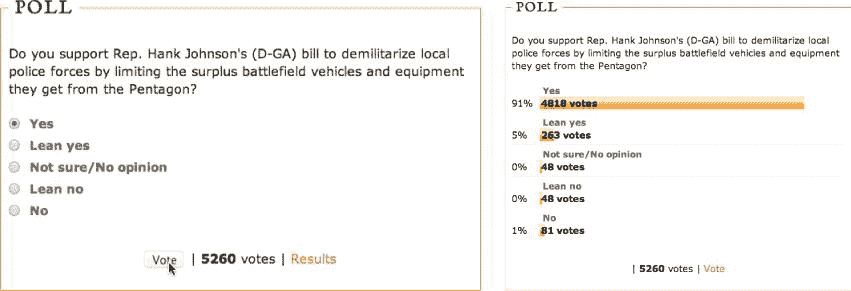 POLL
Do you support Rep. Hank Johnson's (D-GA) bill to demilitarize local
police forces by limiting the surplus battlefield vehicles and equipment
they get from the Pentagon?
Yes
Lean yes
Not sure/No opinion
Lean no
No
Vote | 5260 votes | Results
POLL
Do you support Rep. Hank Johnson's (D-GA) bill to demilitarize local
police forces by limiting the surplus battlefield vehicles and equipment
they get from the Pentagon?
Yes
91% 4818 votes
Lean yes
5% 263 votes
Not sure/No opinion
0% 48 votes
Lean no
0% 48 votes
No
1% 81 votes
| 5260 votes | Vote